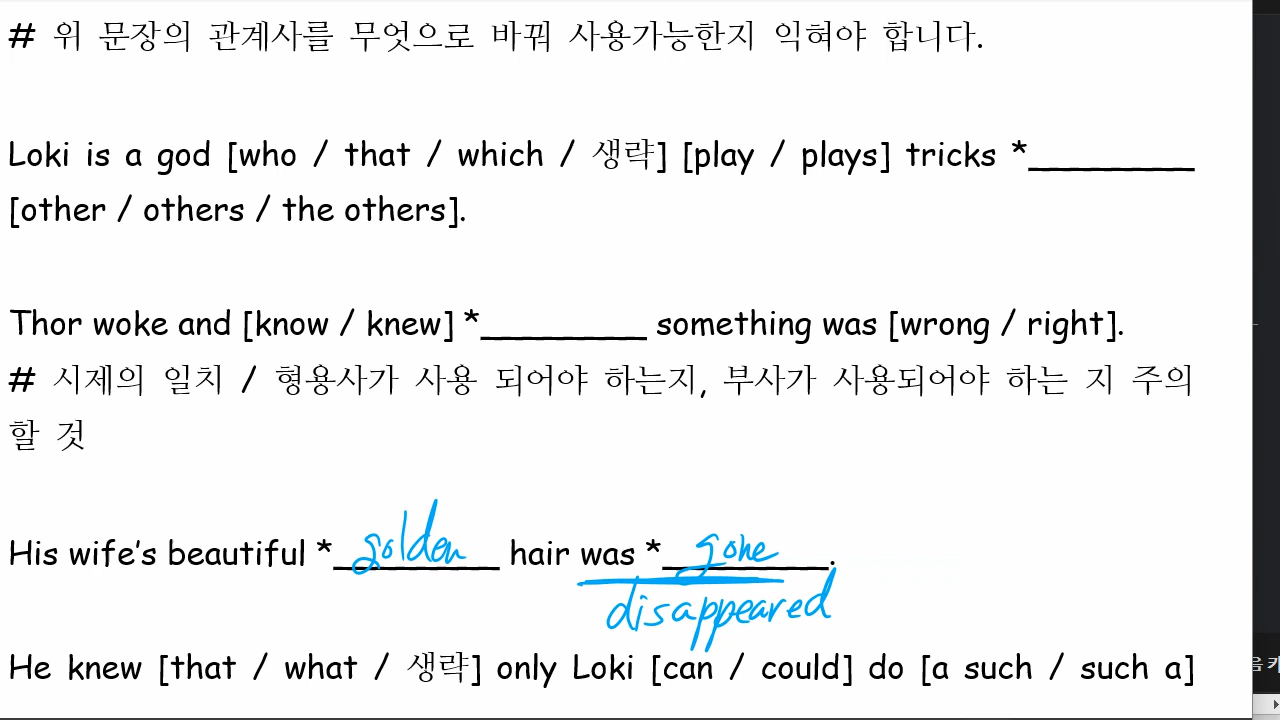 # 위 문장의 관계사를 무엇으로 바꿔 사용가능한지 익혀야 합니다.
Loki is a god [who / that / which / 생략] [play / plays] tricks *__________
[other / others / the others].
Thor woke and [know / knew] *__________ something was [wrong / right].
# 시제의 일치 / 형용사가 사용 되어야 하는지, 부사가 사용되어야 하는 지 주의
할 것
His wife's beautiful *golden hair was *gone.
disappeared
He knew [that / what / 생략] only Loki [can / could] do [a such / such a]